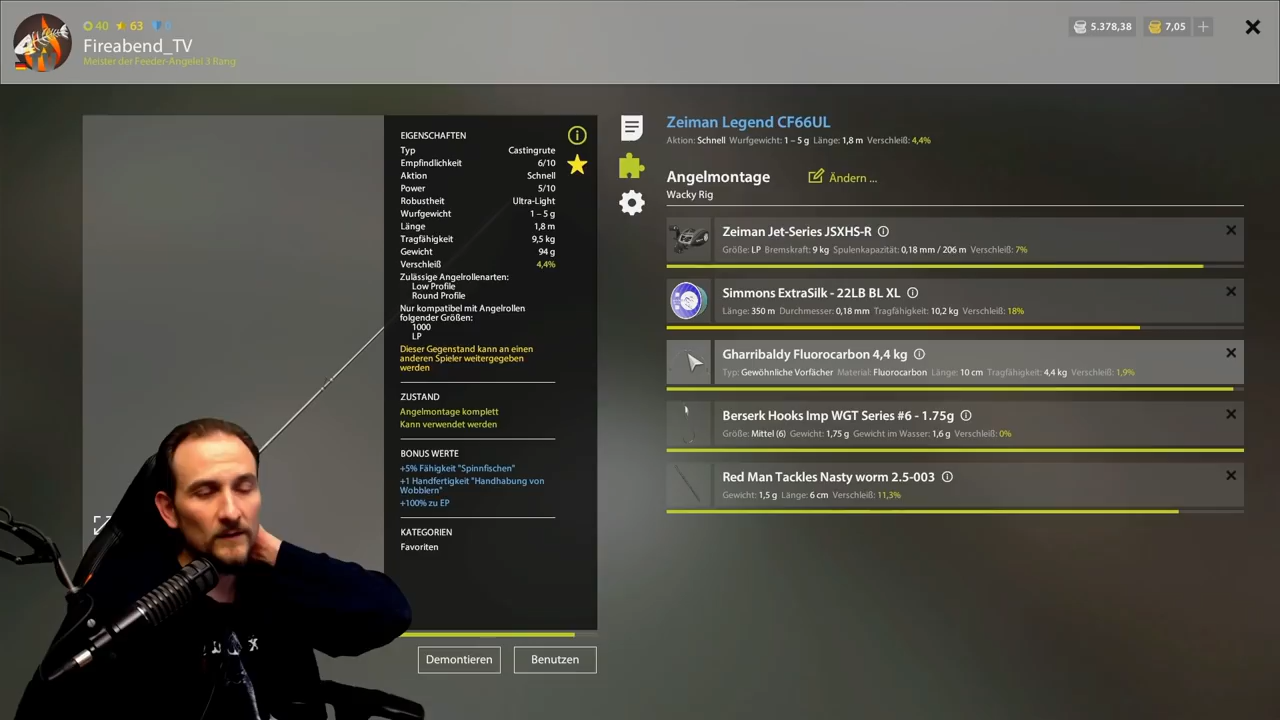 40 63
Fireabend_TV
Meister der Feeder-Angelei 3.Rang
5.378,38 7,05 +
EIGENSCHAFTEN
Typ Castingrute
Empfindlichkeit 6/10
Aktion Schnell
Power 5/10
Robustheit Ultra-Light
Wurfgewicht 1 – 5 g
Länge 1,8 m
Tragfähigkeit 9,5 kg
Gewicht 94 g
Verschleiß 4,4%
Zulässige Angelrollenarten:
Low Profile
Round Profile
Nur kompatibel mit Angelrollen
folgender Größen:
1000
LP
Dieser Gegenstand kann an einen
anderen Spieler weitergegeben
werden
ZUSTAND
Angelmontage komplett
Kann verwendet werden
BONUS WERTE
+5% Fähigkeit "Spinnfischen"
+1 Handfertigkeit "Handhabung von
Wobblern"
+100% zu EP
KATEGORIEN
Favoriten
Demontieren
Benutzen
Zeiman Legend CF66UL
Aktion: Schnell Wurfgewicht: 1 – 5 g Länge: 1,8 m Verschleiß: 4,4%
Angelmontage Ändern ...
Wacky Rig
Zeiman Jet-Series JSXHS-R
Größe: LP Bremskraft: 9 kg Spulenkapazität: 0,18 mm / 206 m Verschleiß: 7%
Simmons ExtraSilk - 22LB BL XL
Länge: 350 m Durchmesser: 0,18 mm Tragfähigkeit: 10,2 kg Verschleiß: 18%
Gharribaldy Fluorocarbon 4,4 kg
Typ: Gewöhnliche Vorfächer Material: Fluorocarbon Länge: 10 cm Tragfähigkeit: 4,4 kg Verschleiß: 1,9%
Berserk Hooks Imp WGT Series #6 - 1.75g
Größe: Mittel (6) Gewicht: 1,75 g Gewicht im Wasser: 1,6 g Verschleiß: 0%
Red Man Tackles Nasty worm 2.5-003
Gewicht: 1,5 g Länge: 6 cm Verschleiß: 11,3%